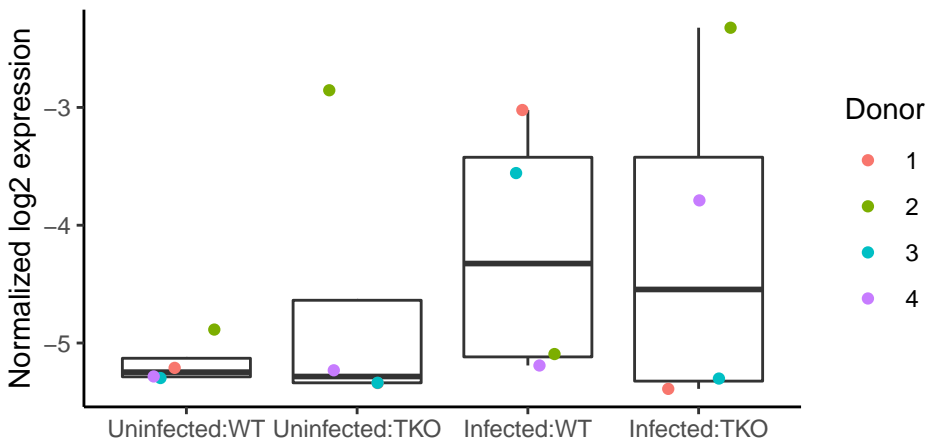 Normalized log2 expression
−3
−4
−5
Uninfected:WT
Uninfected:TKO
Infected:WT
Infected:TKO
Donor
1
2
3
4